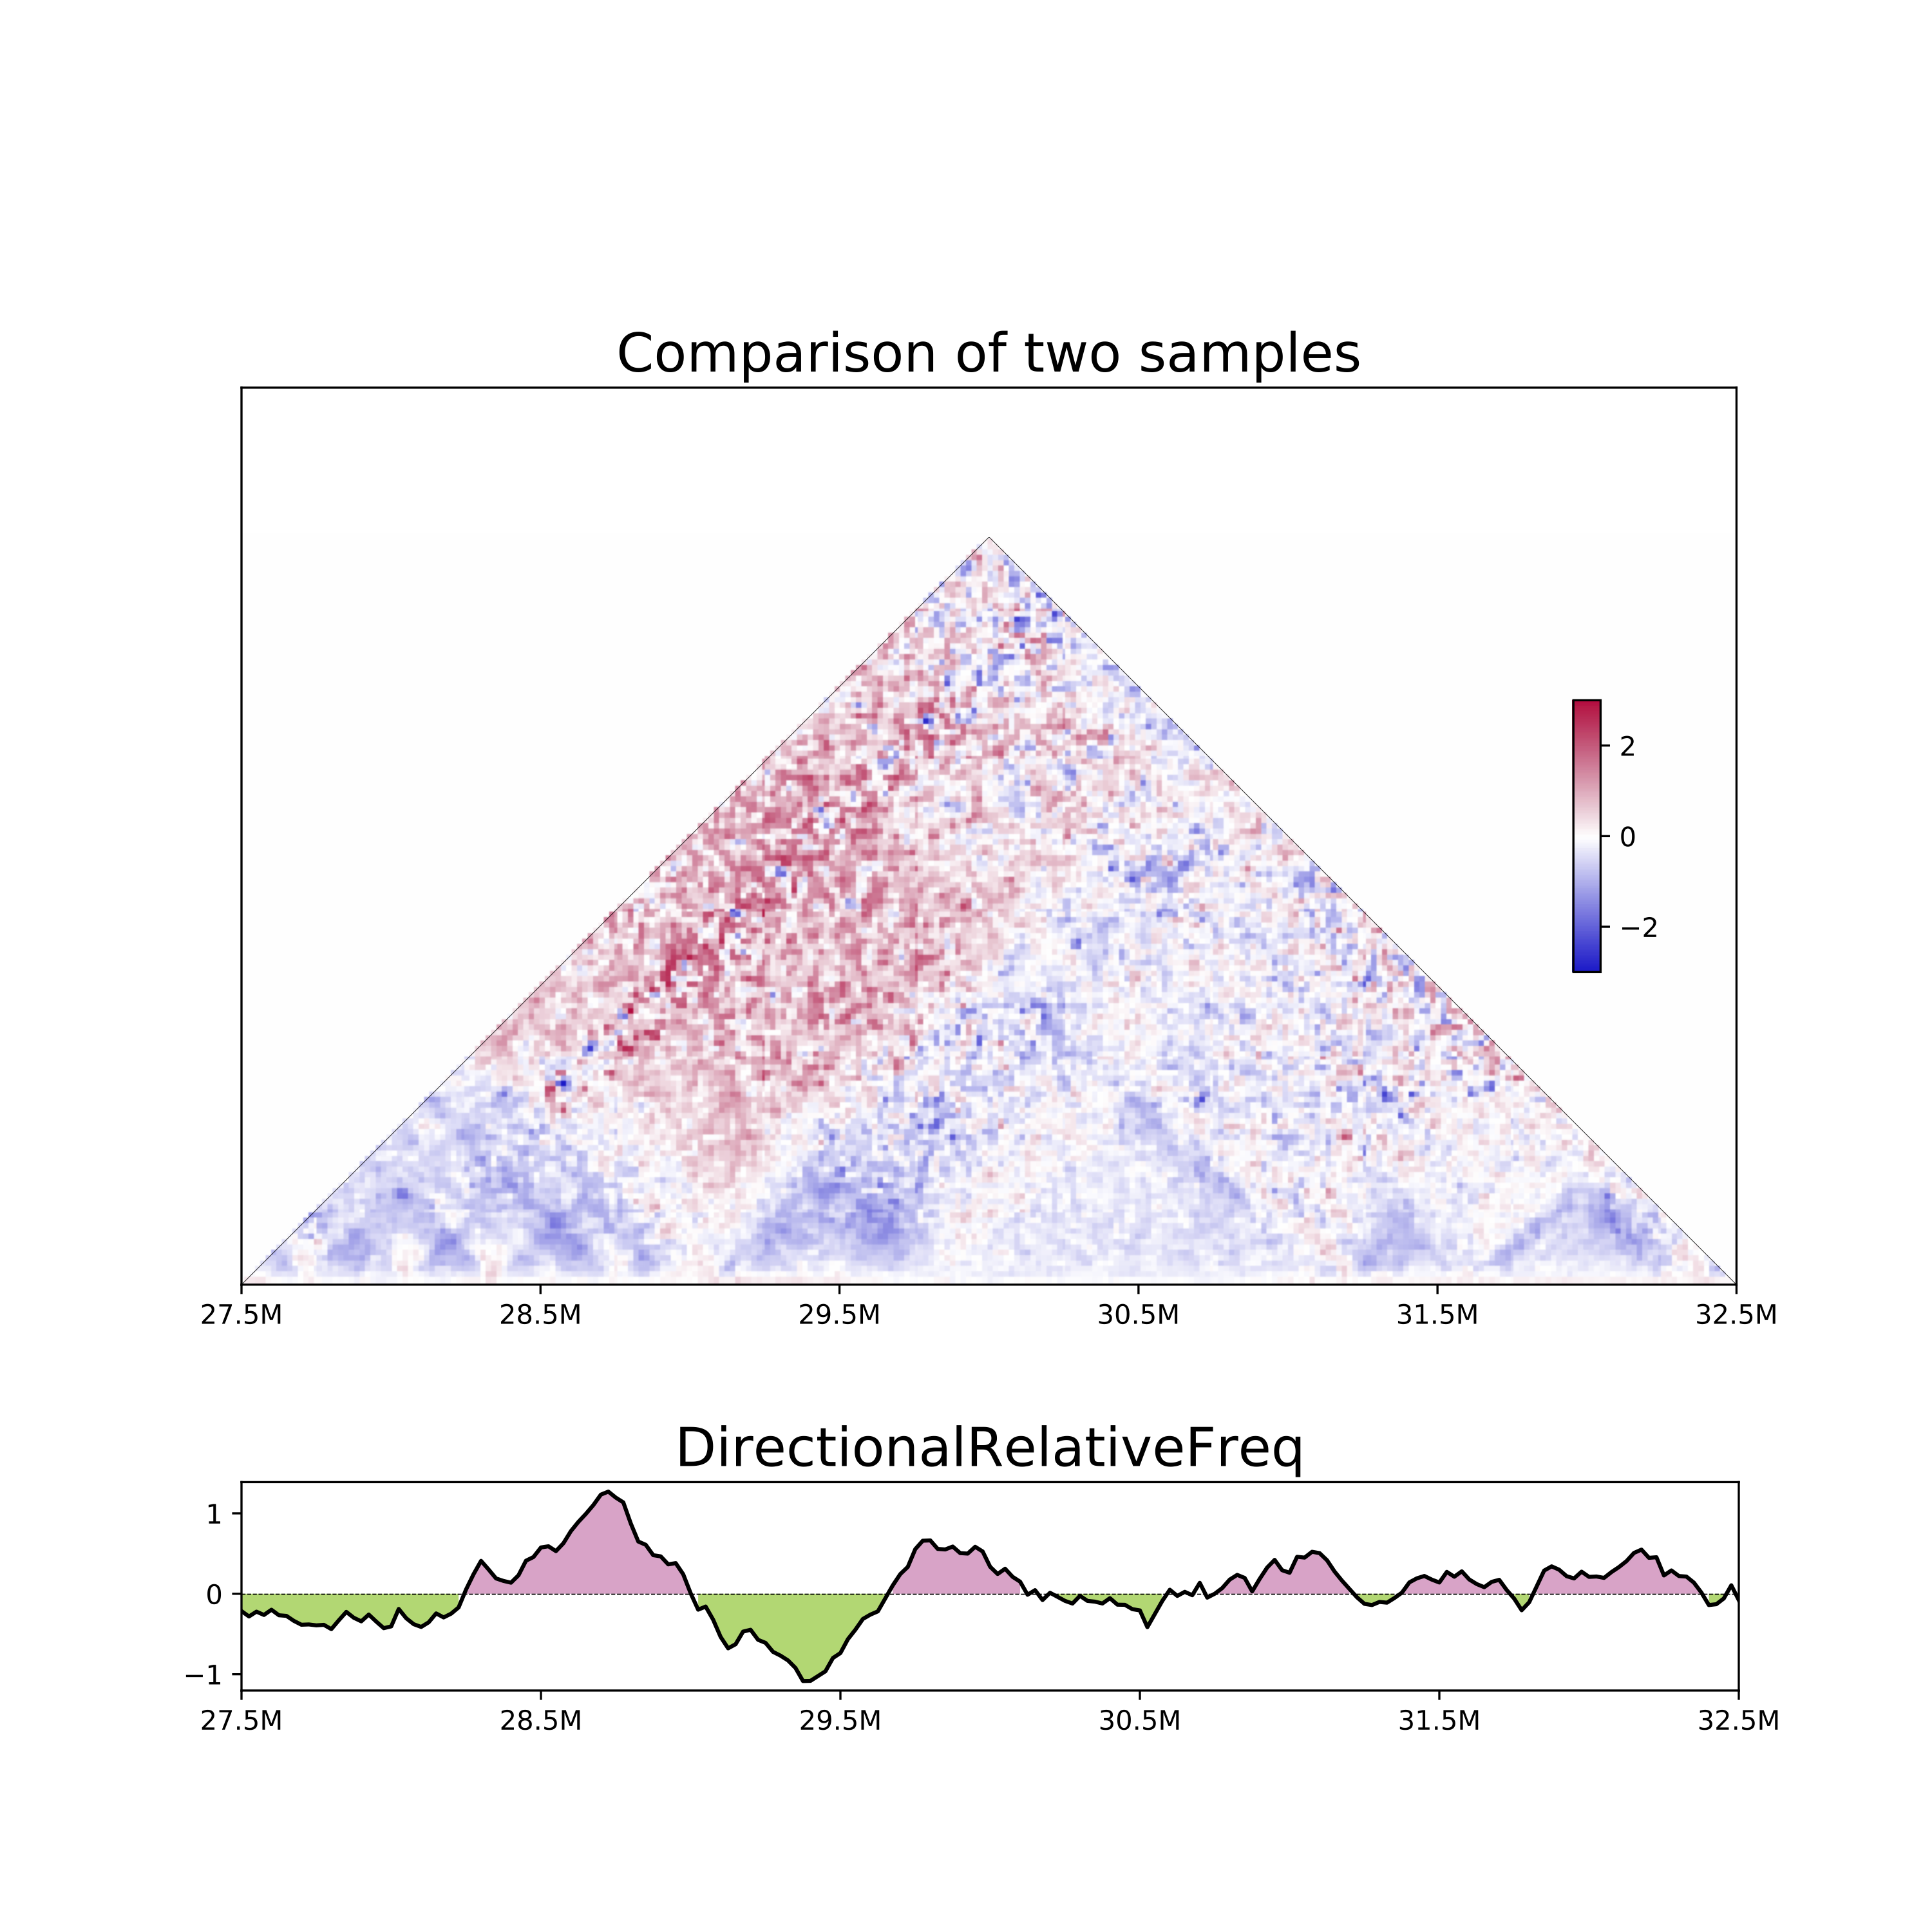 Comparison of two samples
2
0
−2
27.5M 28.5M 29.5M 30.5M 31.5M 32.5M
DirectionalRelativeFreq
1
0
−1
27.5M 28.5M 29.5M 30.5M 31.5M 32.5M